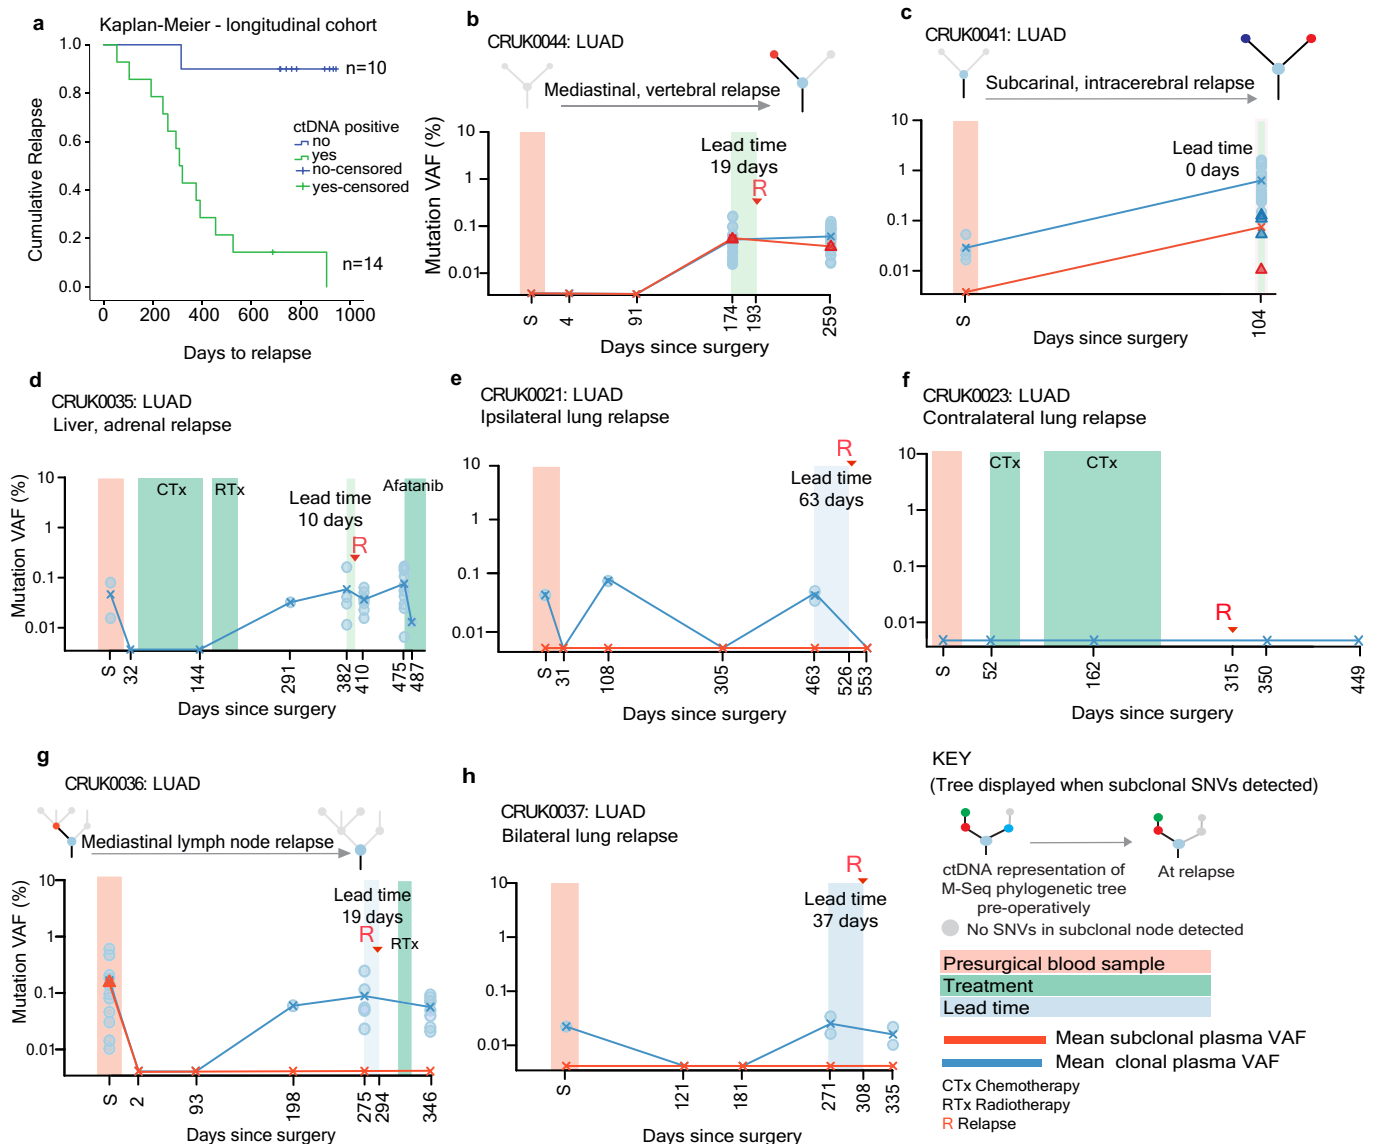 a
Kaplan-Meier - longitudinal cohort
1.0
0.8
0.6
0.4
0.2
0.0
Cumulative Relapse
n=10
ctDNA positive
no
yes
no-censored
yes-censored
n=14
0
200
400
600
800
1000
Days to relapse
b
CRUK0044: LUAD
Mediastinal, vertebral relapse
Mutation VAF (%)
10
1
0.1
0.01
Lead time
19 days
R
S
4
91
174
193
259
Days since surgery
c
CRUK0041: LUAD
Subcarinal, intracerebral relapse
10
1
0.1
0.01
Lead time
0 days
S
104
Days since surgery
d
CRUK0035: LUAD
Liver, adrenal relapse
Mutation VAF (%)
10
1
0.1
0.01
CTx
RTx
Lead time
10 days
R
Afatanib
S
32
144
291
382
410
475
487
Days since surgery
e
CRUK0021: LUAD
Ipsilateral lung relapse
10
1
0.1
0.01
R
Lead time
63 days
S
31
108
305
463
526
553
Days since surgery
f
CRUK0023: LUAD
Contralateral lung relapse
10
1
0.1
0.01
CTx
CTx
R
S
52
162
315
350
449
Days since surgery
g
CRUK0036: LUAD
Mediastinal lymph node relapse
Mutation VAF (%)
10
1
0.1
0.01
Lead time
19 days
R
RTx
S
2
93
198
275
294
346
Days since surgery
h
CRUK0037: LUAD
Bilateral lung relapse
10
1
0.1
0.01
R
Lead time
37 days
S
121
181
271
308
335
Days since surgery
KEY
(Tree displayed when subclonal SNVs detected)
ctDNA representation of
M-Seq phylogenetic tree
pre-operatively
At relapse
No SNVs in subclonal node detected
Presurgical blood sample
Treatment
Lead time
Mean subclonal plasma VAF
Mean clonal plasma VAF
CTx Chemotherapy
RTx Radiotherapy
R Relapse